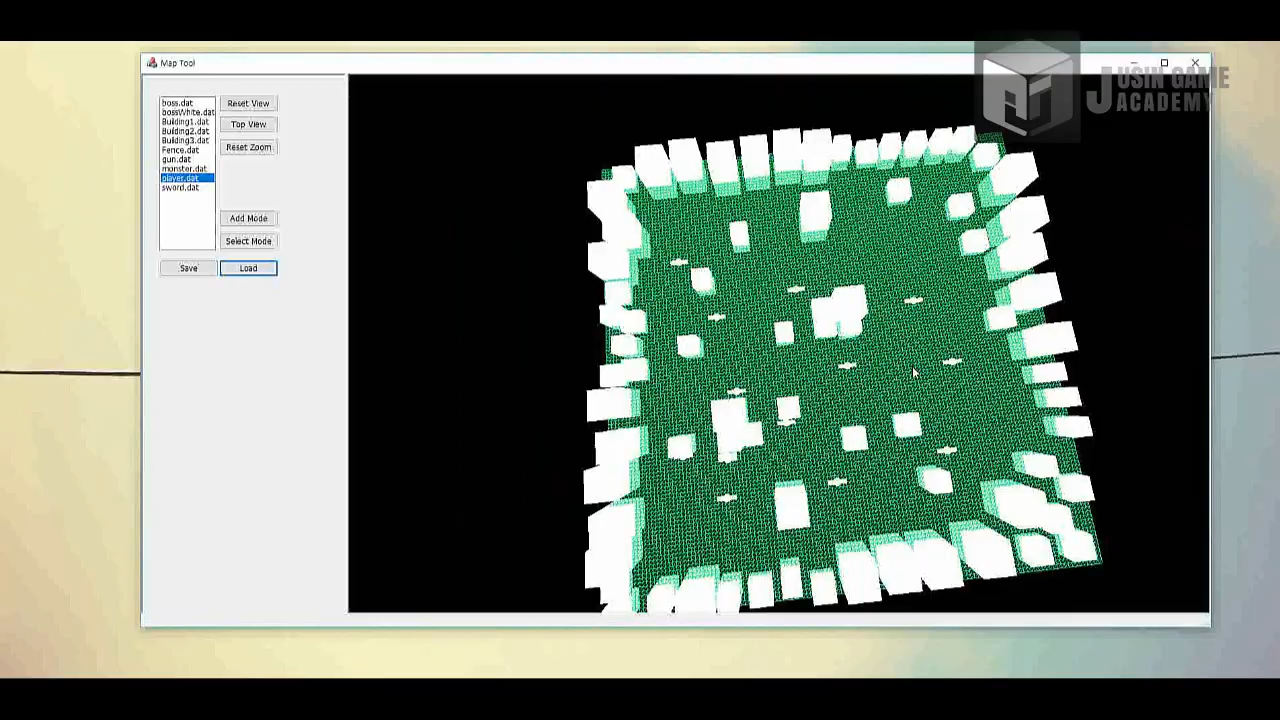 Map Tool
JUSIN GAME
ACADEMY
boss.dat
bossWhite.dat
Building1.dat
Building2.dat
Building3.dat
Fence.dat
gun.dat
monster.dat
player.dat
sword.dat
Reset View
Top View
Reset Zoom
Add Mode
Select Mode
Save
Load